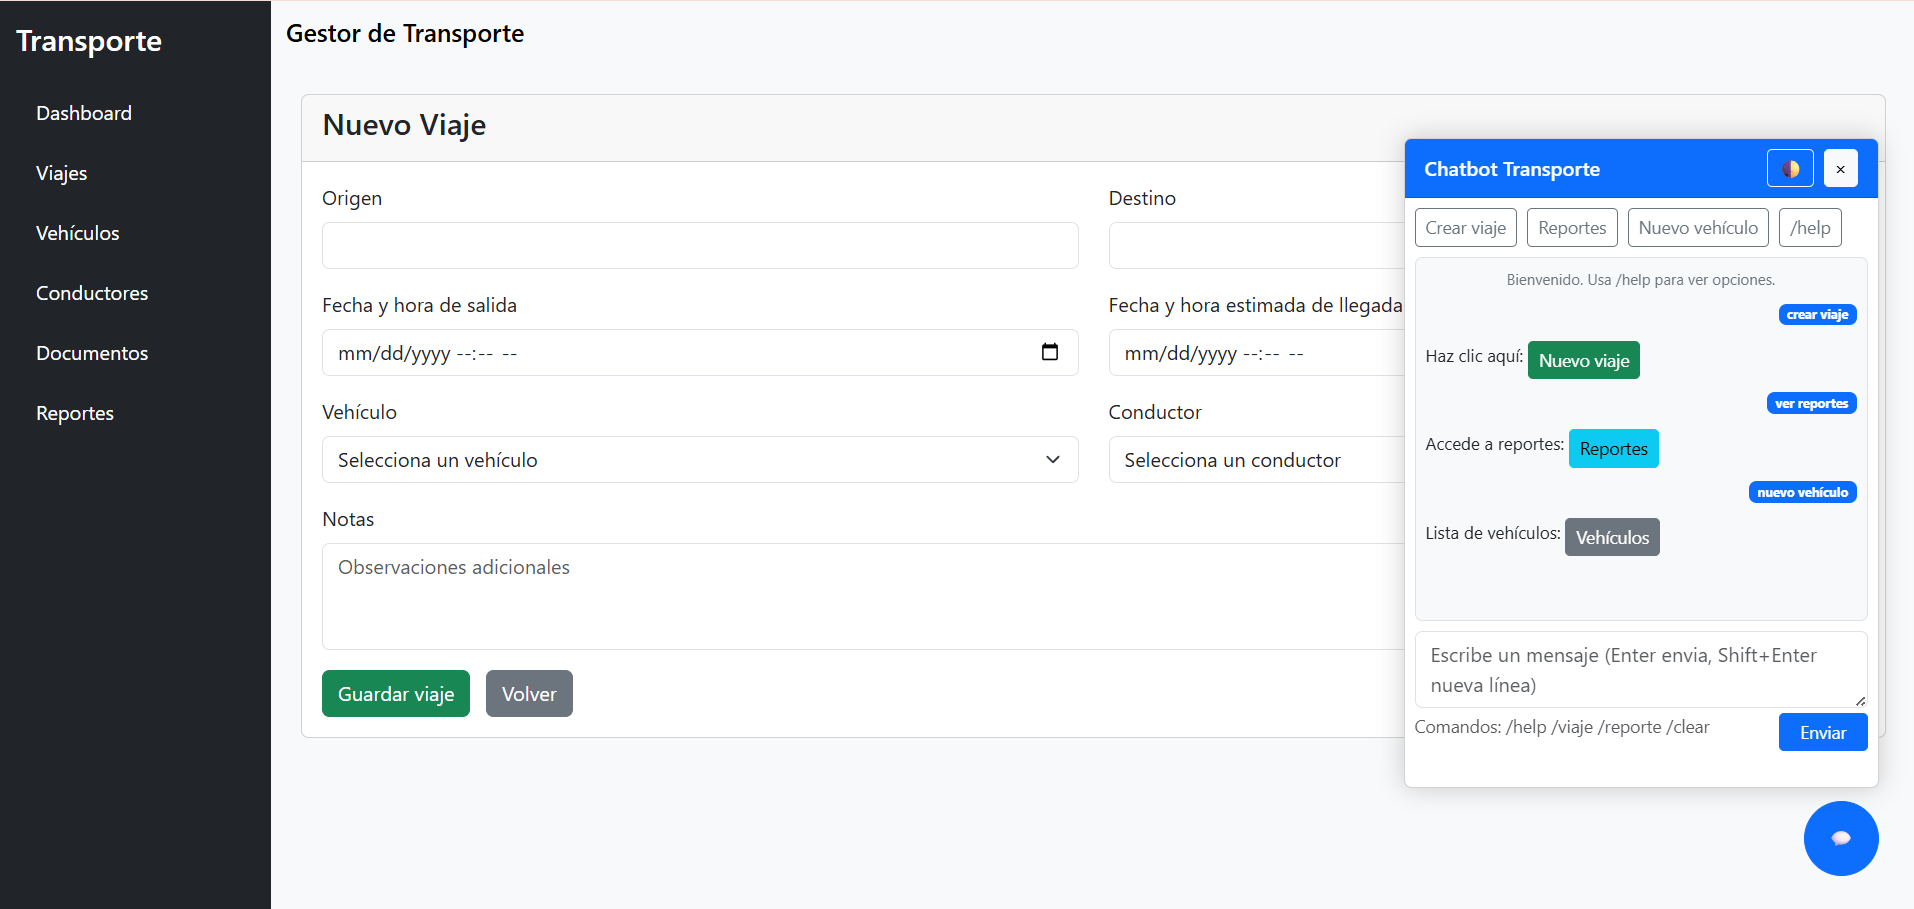 Transporte
Dashboard
Viajes
Vehículos
Conductores
Documentos
Reportes
Gestor de Transporte
Nuevo Viaje
Origen
Destino
Fecha y hora de salida
Fecha y hora estimada de llegada
mm/dd/yyyy --:-- --
mm/dd/yyyy --:-- --
Vehículo
Conductor
Selecciona un vehículo
Selecciona un conductor
Notas
Observaciones adicionales
Guardar viaje
Volver
Chatbot Transporte
×
Crear viaje
Reportes
Nuevo vehículo
/help
Bienvenido. Usa /help para ver opciones.
crear viaje
Haz clic aquí: Nuevo viaje
ver reportes
Accede a reportes: Reportes
nuevo vehículo
Lista de vehículos: Vehículos
Escribe un mensaje (Enter envia, Shift+Enter
nueva línea)
Comandos: /help /viaje /reporte /clear
Enviar